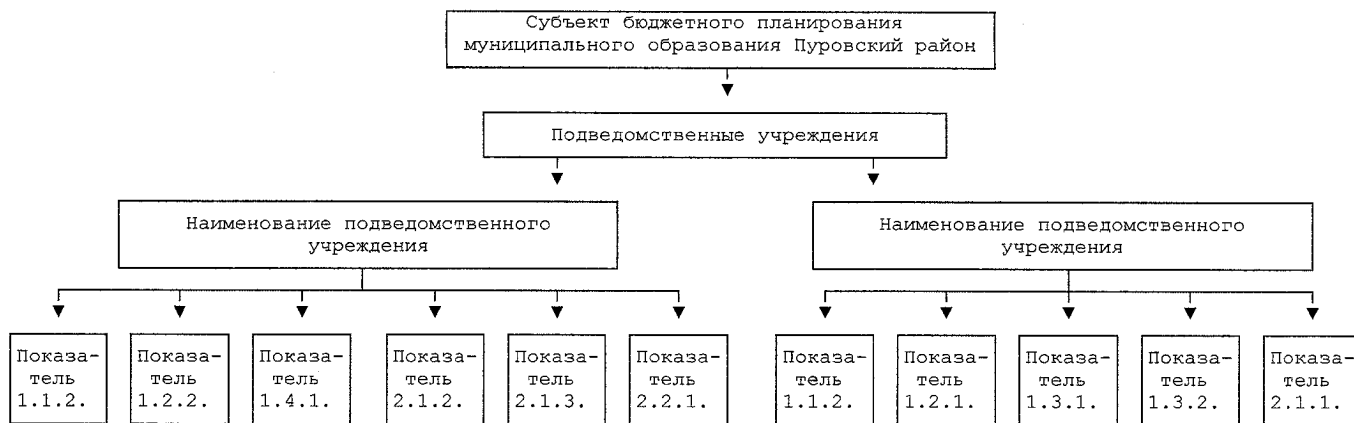 Субъект бюджетного планирования
муниципального образования Пуровский район
Подведомственные учреждения
Наименование подведомственного
учреждения
Наименование подведомственного
учреждения
Показа-
тель
1.1.2.
Показа-
тель
1.2.2.
Показа-
тель
1.4.1.
Показа-
тель
2.1.2.
Показа-
тель
2.1.3.
Показа-
тель
2.2.1.
Показа-
тель
1.1.2.
Показа-
тель
1.2.1.
Показа-
тель
1.3.1.
Показа-
тель
1.3.2.
Показа-
тель
2.1.1.